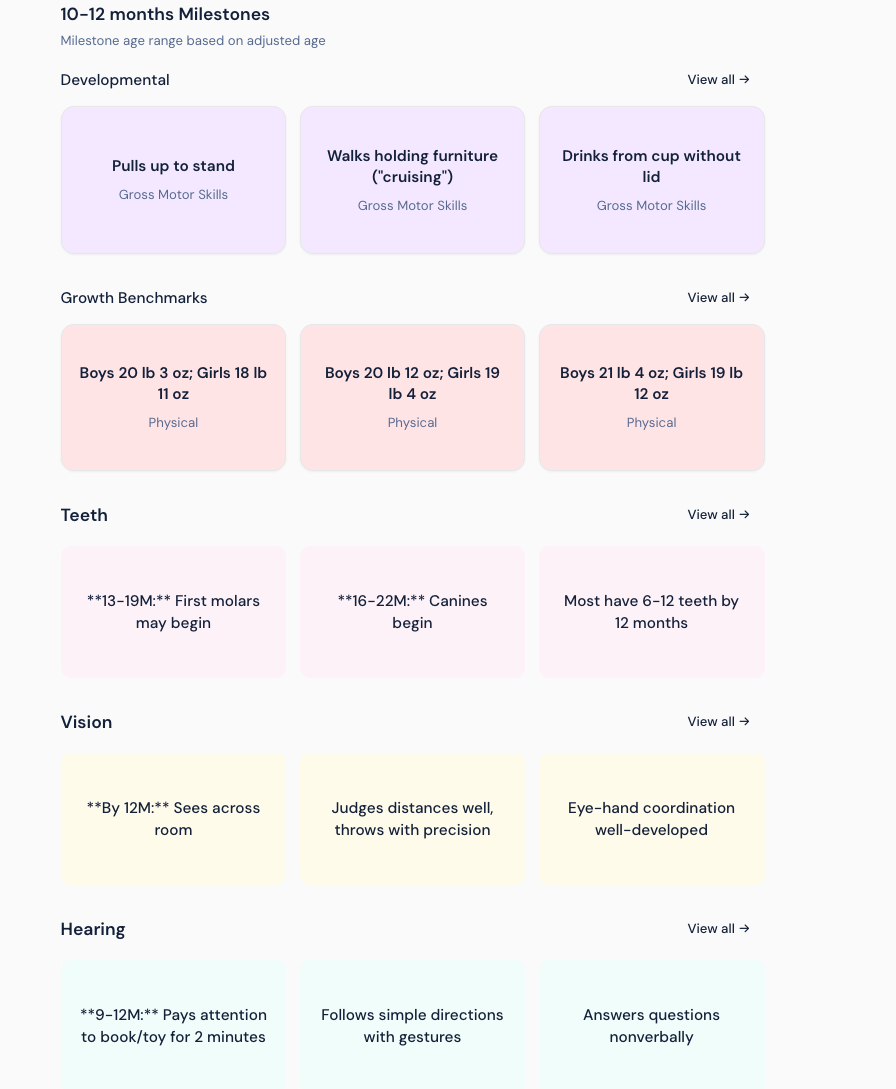 10-12 months Milestones
Milestone age range based on adjusted age
Developmental
View all →
Pulls up to stand
Gross Motor Skills
Walks holding furniture
("cruising")
Gross Motor Skills
Drinks from cup without
lid
Gross Motor Skills
Growth Benchmarks
View all →
Boys 20 lb 3 oz; Girls 18 lb
11 oz
Physical
Boys 20 lb 12 oz; Girls 19
lb 4 oz
Physical
Boys 21 lb 4 oz; Girls 19 lb
12 oz
Physical
Teeth
View all →
**13-19M:** First molars
may begin
**16-22M:** Canines
begin
Most have 6-12 teeth by
12 months
Vision
View all →
**By 12M:** Sees across
room
Judges distances well,
throws with precision
Eye-hand coordination
well-developed
Hearing
View all →
**9-12M:** Pays attention
to book/toy for 2 minutes
Follows simple directions
with gestures
Answers questions
nonverbally